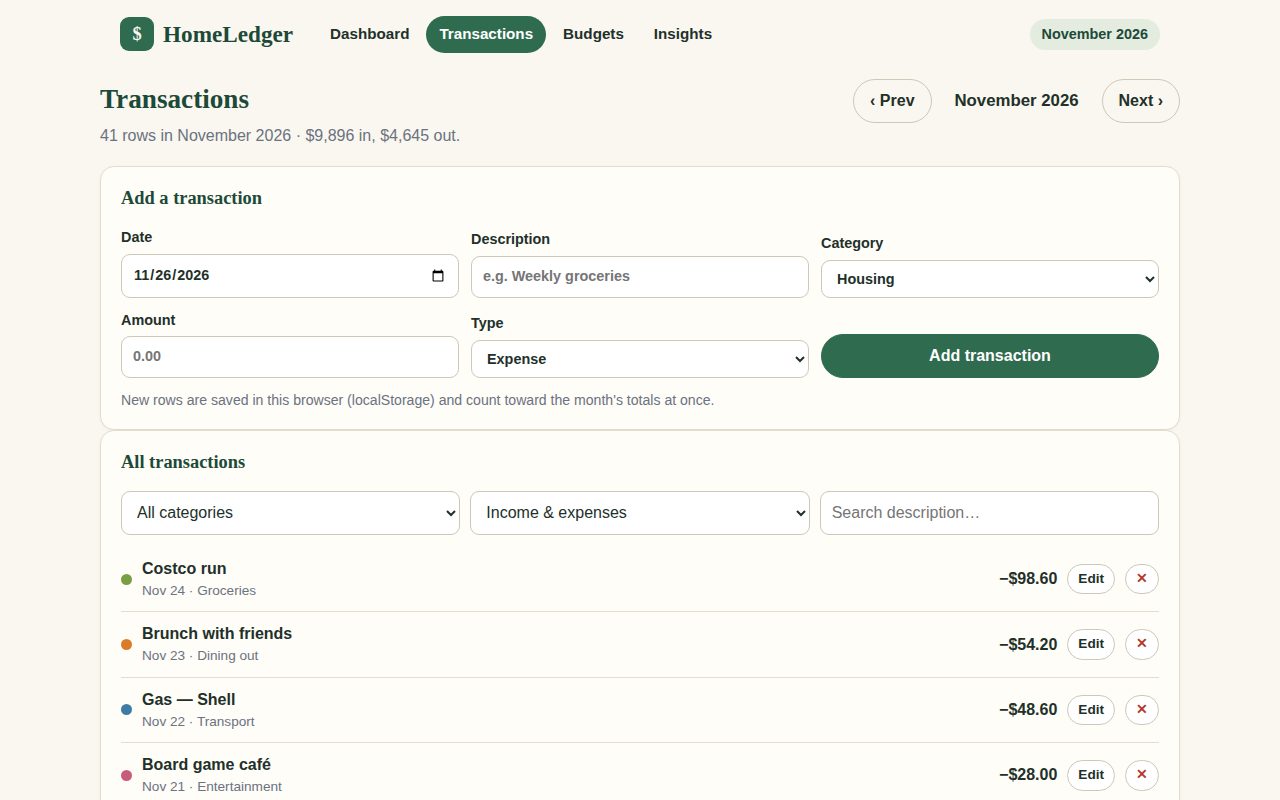 $ HomeLedger Dashboard Transactions Budgets Insights November 2026
Transactions
‹ Prev November 2026 Next ›
41 rows in November 2026 · $9,896 in, $4,645 out.
Add a transaction
Date Description Category
11/26/2026 e.g. Weekly groceries Housing
Amount Type
0.00 Expense Add transaction
New rows are saved in this browser (localStorage) and count toward the month's totals at once.
All transactions
All categories Income & expenses Search description…
Costco run
Nov 24 · Groceries
−$98.60 Edit ✕
Brunch with friends
Nov 23 · Dining out
−$54.20 Edit ✕
Gas — Shell
Nov 22 · Transport
−$48.60 Edit ✕
Board game café
Nov 21 · Entertainment
−$28.00 Edit ✕